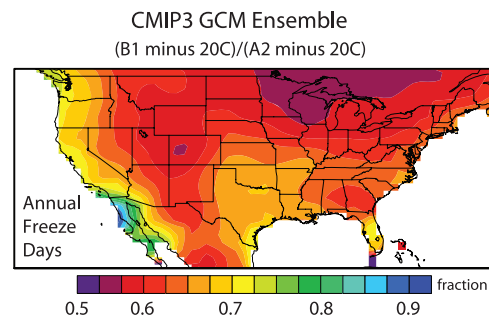 CMIP3 GCM Ensemble
(B1 minus 20C)/(A2 minus 20C)
Annual
Freeze
Days
fraction
0.5 0.6 0.7 0.8 0.9